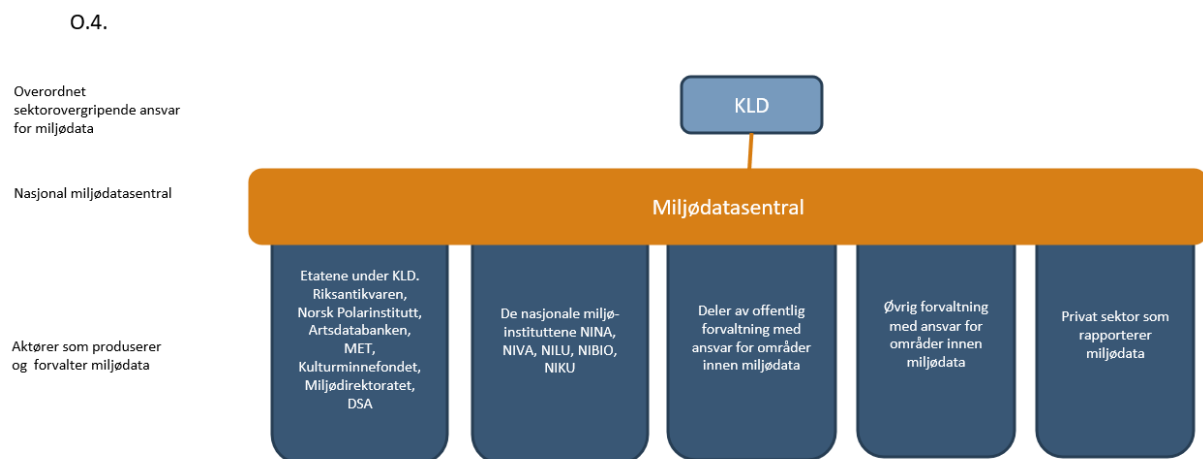 O.4.
Overordnet
sektorovergripende ansvar
for miljødata
KLD
Nasjonal miljødatasentral
Miljødatasentral
Aktører som produserer
og forvalter miljødata
Etatene under KLD.
Riksantikvaren,
Norsk Polarinstitutt,
Artsdatabanken,
MET,
Kulturminnefondet,
Miljødirektoratet,
DSA
De nasjonale miljø-
instituttene NINA,
NIVA, NILU, NIBIO,
NIKU
Deler av offentlig
forvaltning med
ansvar for områder
innen miljødata
Øvrig forvaltning
med ansvar for
områder innen
miljødata
Privat sektor som
rapporterer
miljødata